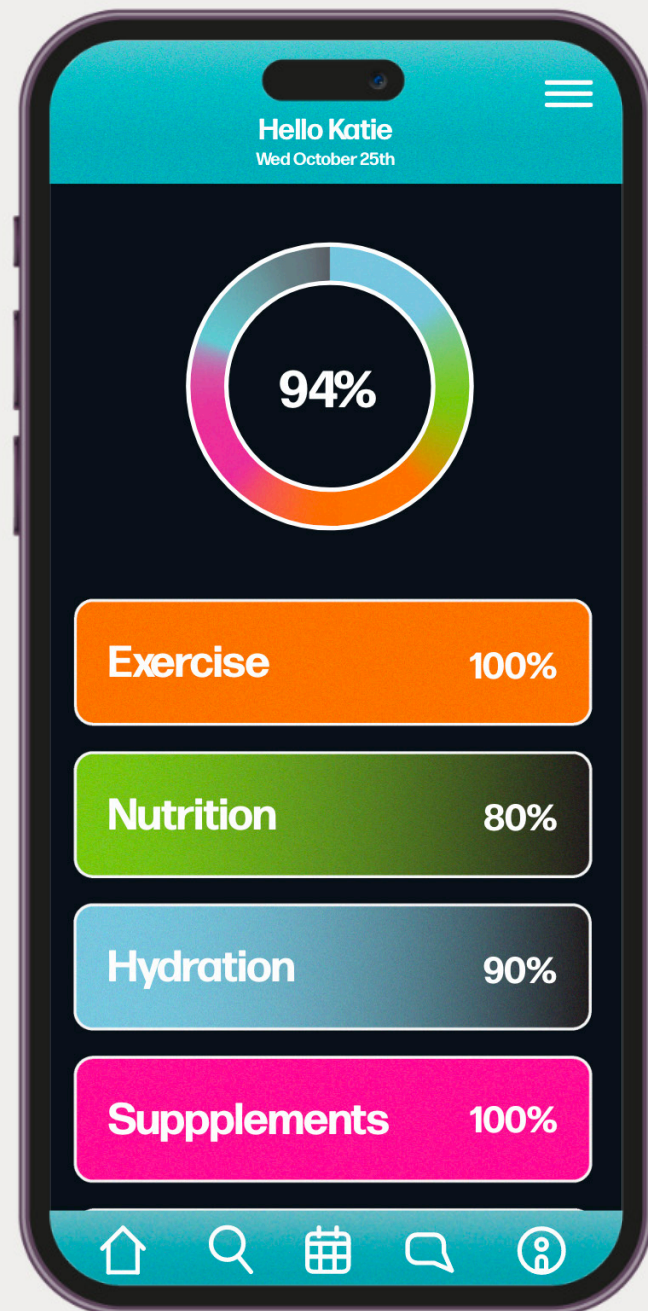 Hello Katie
Wed October 25th
94%
Exercise 100%
Nutrition 80%
Hydration 90%
Suppplements 100%